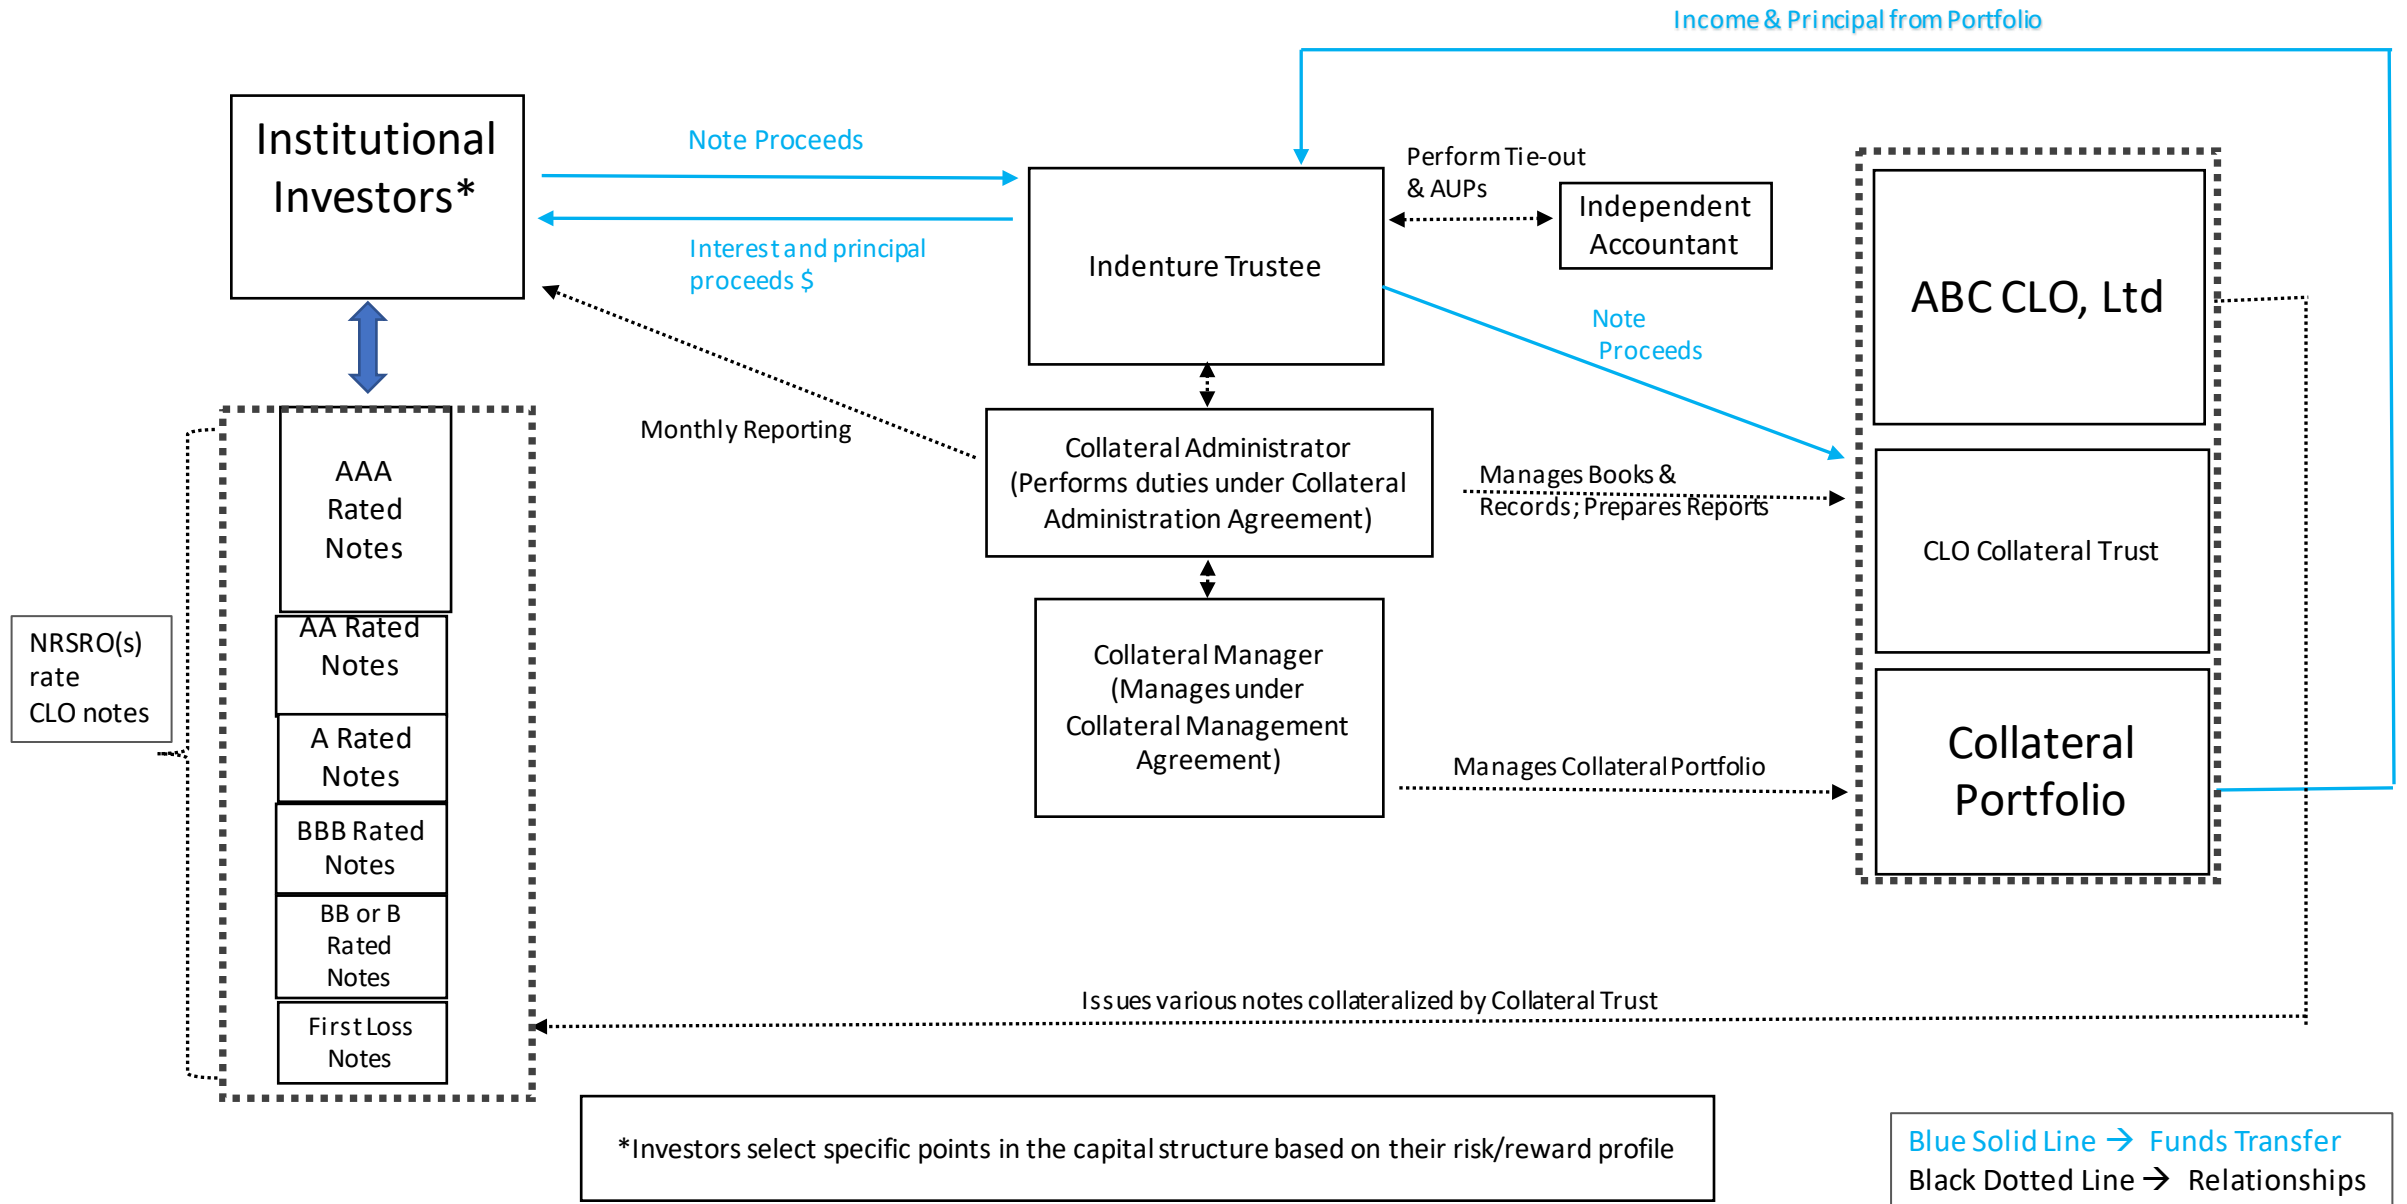 Income & Principal from Portfolio
Institutional
Investors*
Note Proceeds
Interest and principal
proceeds $
Indenture Trustee
Perform Tie-out
& AUPs
Independent
Accountant
Note
Proceeds
ABC CLO, Ltd
Monthly Reporting
Collateral Administrator
(Performs duties under Collateral
Administration Agreement)
Manages Books &
Records; Prepares Reports
CLO Collateral Trust
AAA
Rated
Notes
AA Rated
Notes
A Rated
Notes
BBB Rated
Notes
BB or B
Rated
Notes
First Loss
Notes
NRSRO(s)
rate
CLO notes
Collateral Manager
(Manages under
Collateral Management
Agreement)
Manages Collateral Portfolio
Collateral
Portfolio
Issues various notes collateralized by Collateral Trust
*Investors select specific points in the capital structure based on their risk/reward profile
Blue Solid Line → Funds Transfer
Black Dotted Line → Relationships